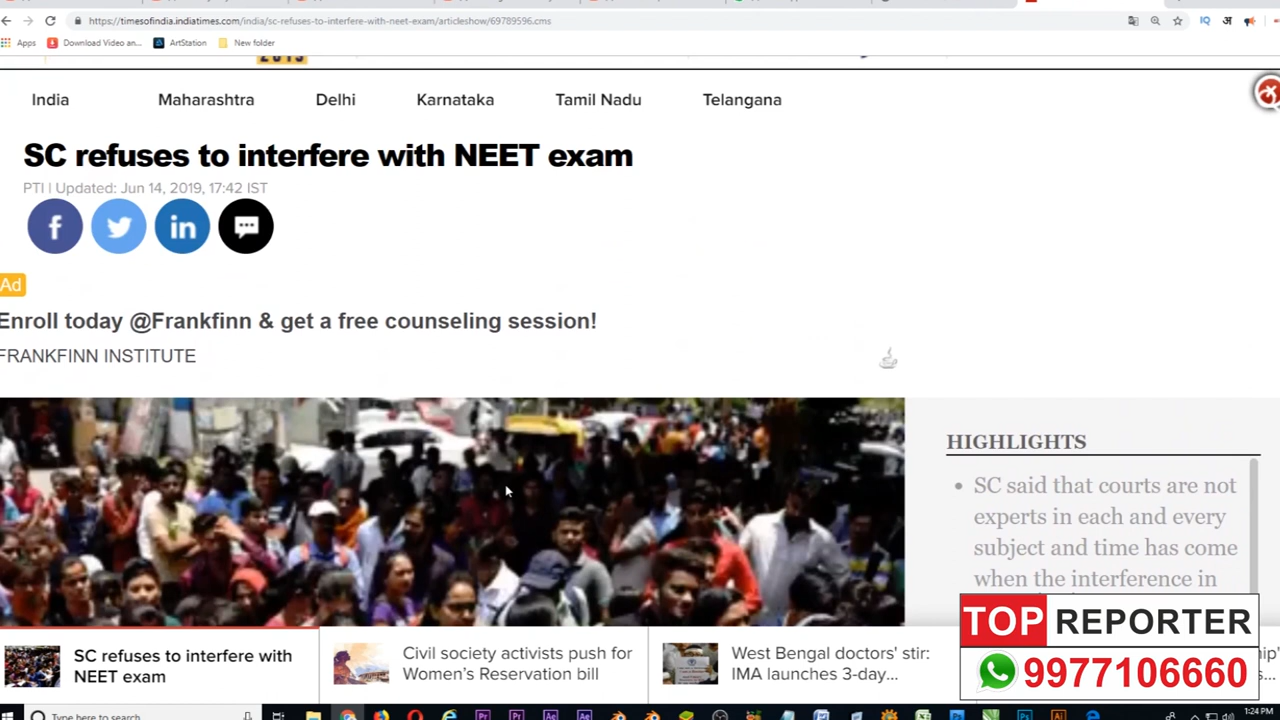 https://timesofindia.indiatimes.com/india/sc-refuses-to-interfere-with-neet-exam/articleshow/69789596.cms
IQ अ
Apps Download Video an... ArtStation New folder
2019
India Maharashtra Delhi Karnataka Tamil Nadu Telangana
SC refuses to interfere with NEET exam
PTI | Updated: Jun 14, 2019, 17:42 IST
Ad
Enroll today @Frankfinn & get a free counseling session!
FRANKFINN INSTITUTE
HIGHLIGHTS
• SC said that courts are not
experts in each and every
subject and time has come
when the interference in
SC refuses to interfere with
NEET exam
Civil society activists push for
Women's Reservation bill
West Bengal doctors' stir:
IMA launches 3-day...
TOP REPORTER
9977106660
Type here to search
1:24 PM